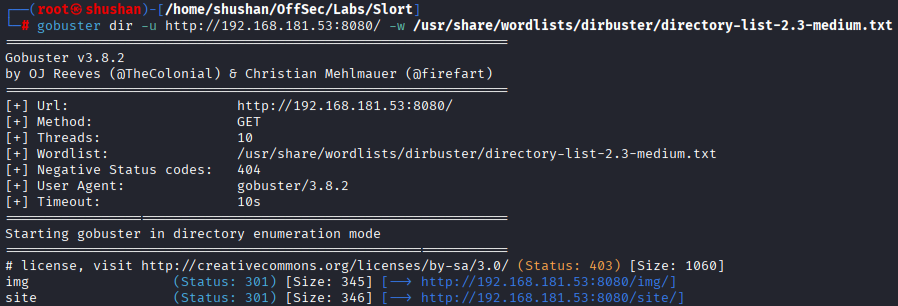 ┌──(root㉿shushan)-[/home/shushan/OffSec/Labs/Slort]
└─# gobuster dir -u http://192.168.181.53:8080/ -w /usr/share/wordlists/dirbuster/directory-list-2.3-medium.txt
===============================================================
Gobuster v3.8.2
by OJ Reeves (@TheColonial) & Christian Mehlmauer (@firefart)
===============================================================
[+] Url:                     http://192.168.181.53:8080/
[+] Method:                  GET
[+] Threads:                 10
[+] Wordlist:                /usr/share/wordlists/dirbuster/directory-list-2.3-medium.txt
[+] Negative Status codes:   404
[+] User Agent:              gobuster/3.8.2
[+] Timeout:                 10s
===============================================================
Starting gobuster in directory enumeration mode
===============================================================
# license, visit http://creativecommons.org/licenses/by-sa/3.0/ (Status: 403) [Size: 1060]
img                  (Status: 301) [Size: 345] [--> http://192.168.181.53:8080/img/]
site                 (Status: 301) [Size: 346] [--> http://192.168.181.53:8080/site/]